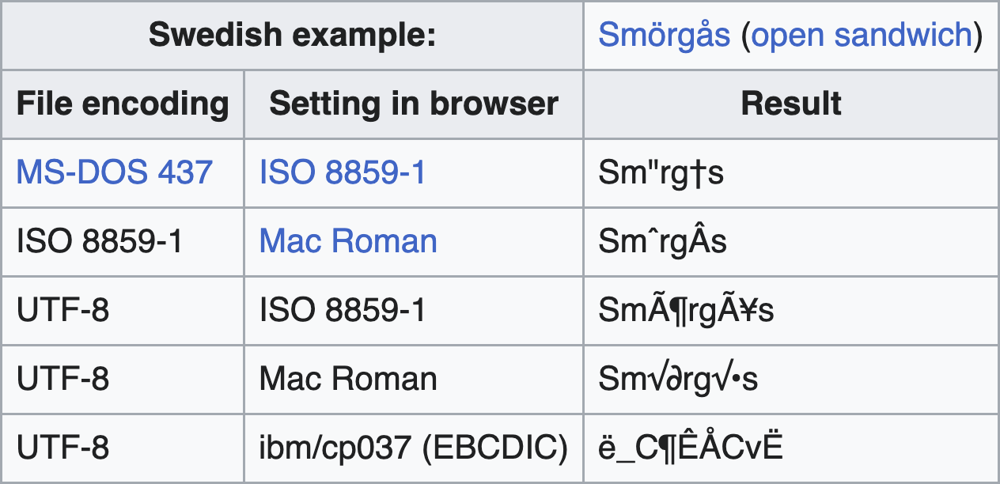 Swedish example: Smörgås (open sandwich)
File encoding Setting in browser Result
MS-DOS 437 ISO 8859-1 Sm"rg†s
ISO 8859-1 Mac Roman SmˆrgÂs
UTF-8 ISO 8859-1 SmÃ¶rgÃ¥s
UTF-8 Mac Roman Sm√∂rg√•s
UTF-8 ibm/cp037 (EBCDIC) ë_C¶ÊÅCvË